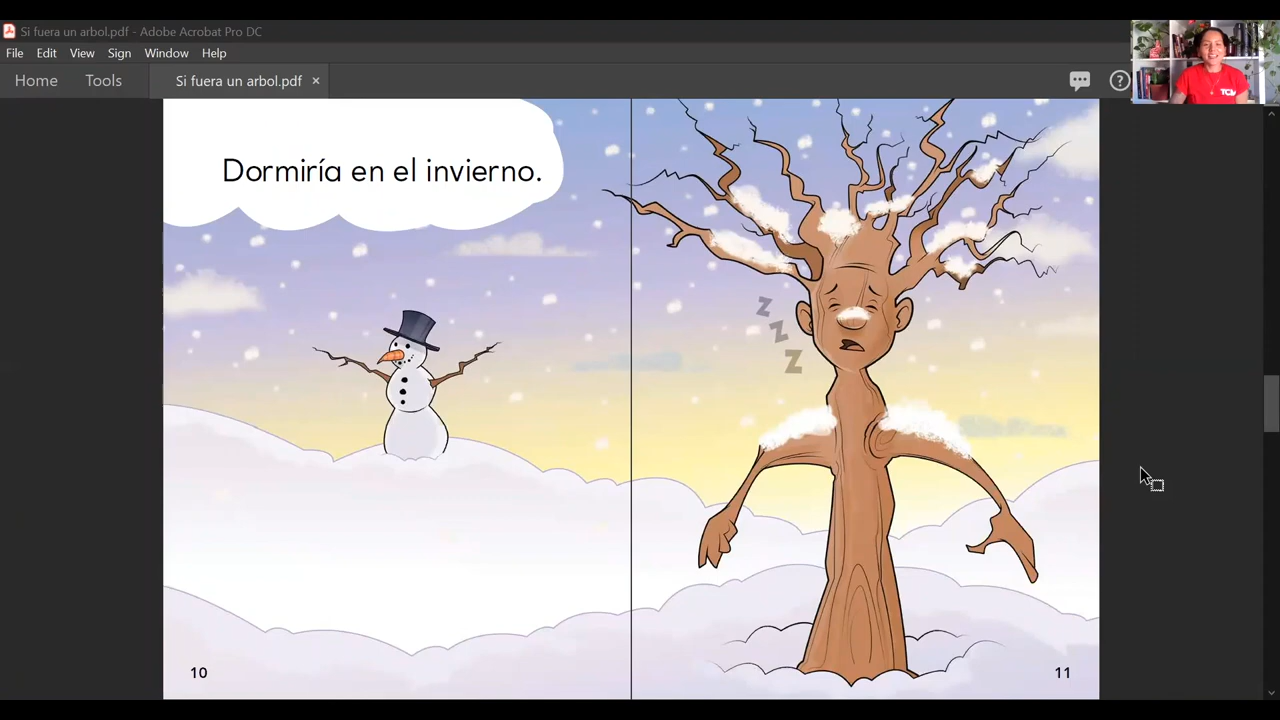 Si fuera un arbol.pdf - Adobe Acrobat Pro DC
File Edit View Sign Window Help
Home Tools Si fuera un arbol.pdf ×
?
TCM
Dormiría en el invierno.
z
z
z
10
11